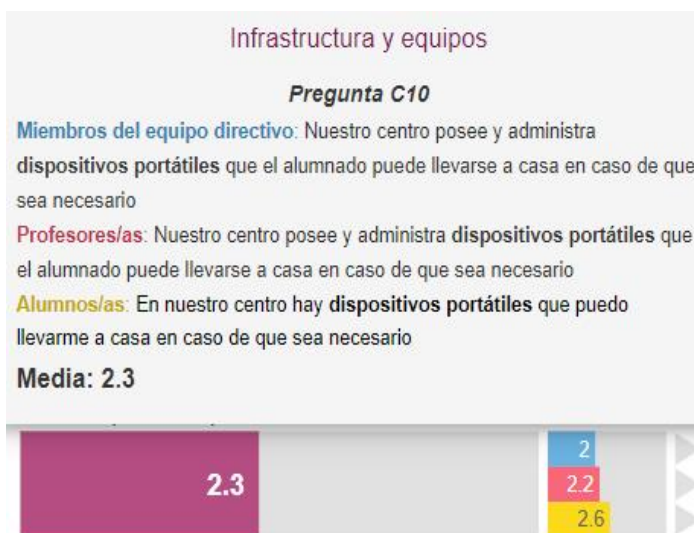 Infrastructura y equipos
Pregunta C10
Miembros del equipo directivo: Nuestro centro posee y administra
dispositivos portátiles que el alumnado puede llevarse a casa en caso de que
sea necesario
Profesores/as: Nuestro centro posee y administra dispositivos portátiles que
el alumnado puede llevarse a casa en caso de que sea necesario
Alumnos/as: En nuestro centro hay dispositivos portátiles que puedo
llevarme a casa en caso de que sea necesario
Media: 2.3
2
2.3
2.2
2.6